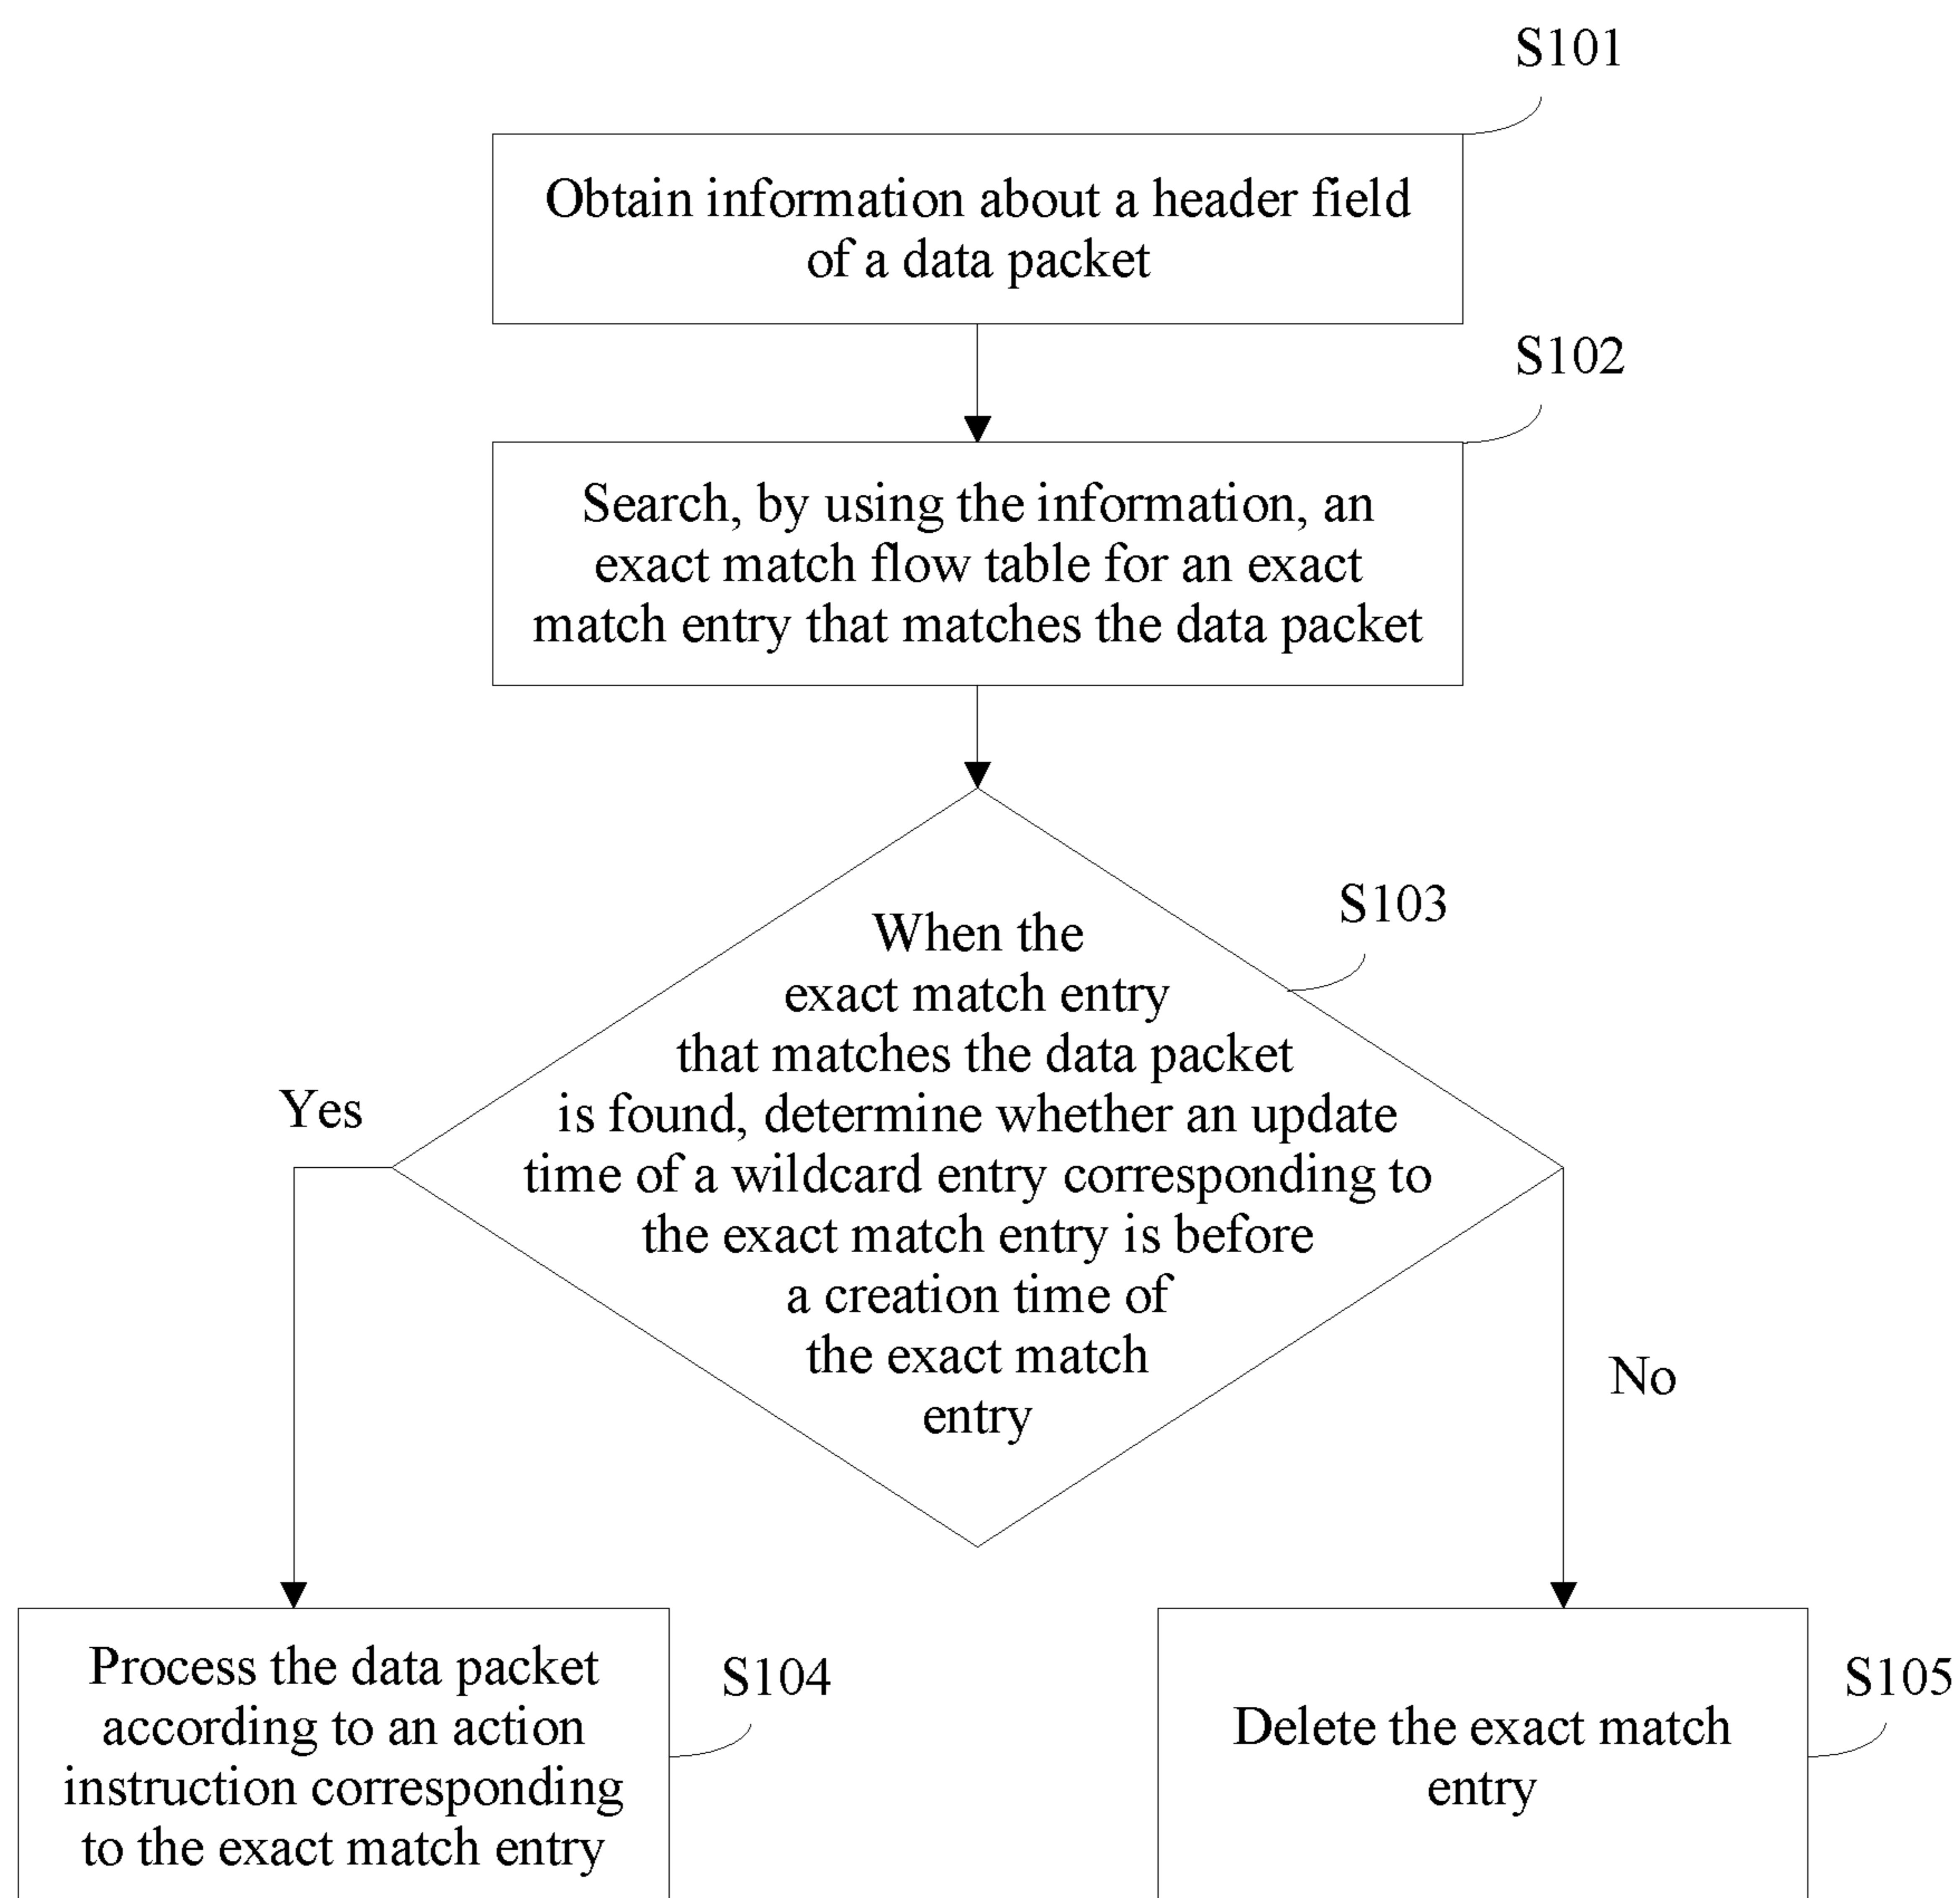 S101
Obtain information about a header field
of a data packet
S102
Search, by using the information, an
exact match flow table for an exact
match entry that matches the data packet
S103
When the
exact match entry
that matches the data packet
is found, determine whether an update
time of a wildcard entry corresponding to
the exact match entry is before
a creation time of
the exact match
entry
Yes
No
Process the data packet
according to an action
instruction corresponding
to the exact match entry
S104
Delete the exact match
entry
S105